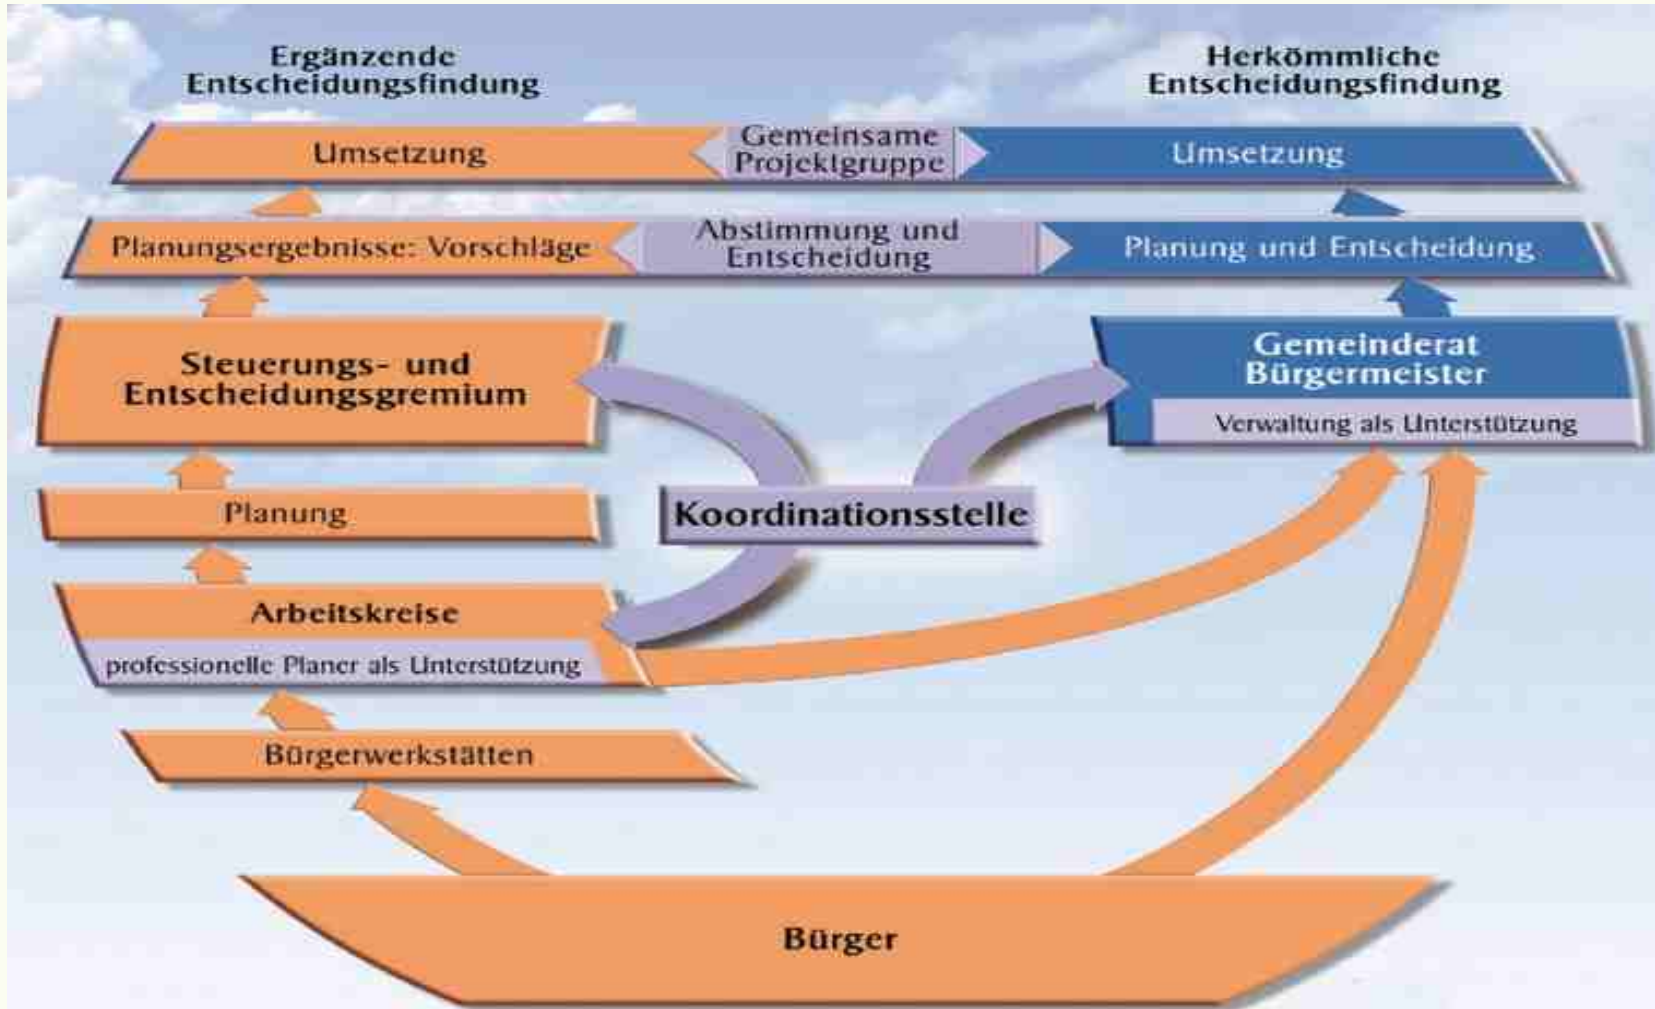 Ergänzende
Entscheidungsfindung
Herkömmliche
Entscheidungsfindung
Umsetzung
Gemeinsame
Projektgruppe
Umsetzung
Planungsergebnisse: Vorschläge
Abstimmung und
Entscheidung
Planung und Entscheidung
Steuerungs- und
Entscheidungsgremium
Gemeinderat
Bürgermeister
Verwaltung als Unterstützung
Planung
Koordinationsstelle
Arbeitskreise
professionelle Planer als Unterstützung
Bürgerwerkstätten
Bürger